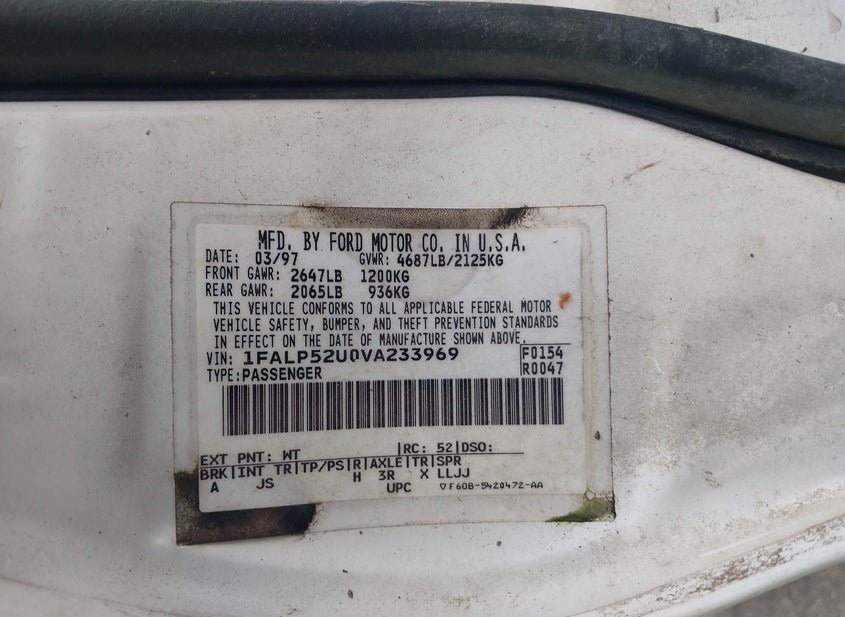 MFD. BY FORD MOTOR CO. IN U.S.A.
DATE: 03/97 GVWR: 4687LB/2125KG
FRONT GAWR: 2647LB 1200KG
REAR GAWR: 2065LB 936KG
THIS VEHICLE CONFORMS TO ALL APPLICABLE FEDERAL MOTOR
VEHICLE SAFETY, BUMPER, AND THEFT PREVENTION STANDARDS
IN EFFECT ON THE DATE OF MANUFACTURE SHOWN ABOVE.
VIN: 1FALP52U0VA233969 F0154
TYPE: PASSENGER R0047
EXT PNT: WT RC: 52 DSO:
BRK INT TR TP/PS R AXLE TR SPR
A JS H 3R X LLJJ
UPC ▽F60B-5420472-AA